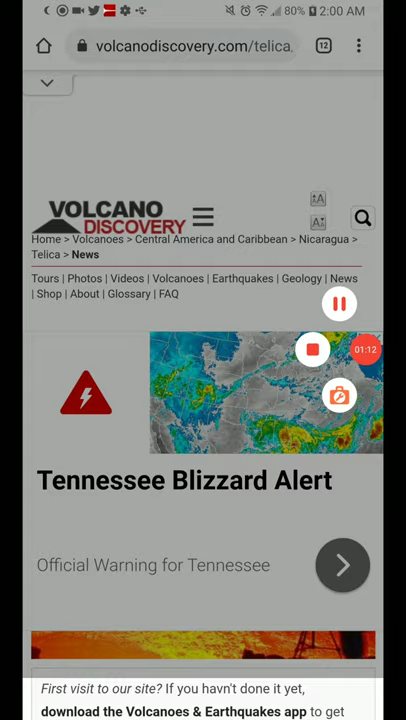 80% 2:00 AM
volcanodiscovery.com/telica.
12
VOLCANO
DISCOVERY
Home > Volcanoes > Central America and Caribbean > Nicaragua >
Telica > News
Tours | Photos | Videos | Volcanoes | Earthquakes | Geology | News
| Shop | About | Glossary | FAQ
01:12
Tennessee Blizzard Alert
Official Warning for Tennessee
First visit to our site? If you havn't done it yet,
download the Volcanoes & Earthquakes app to get